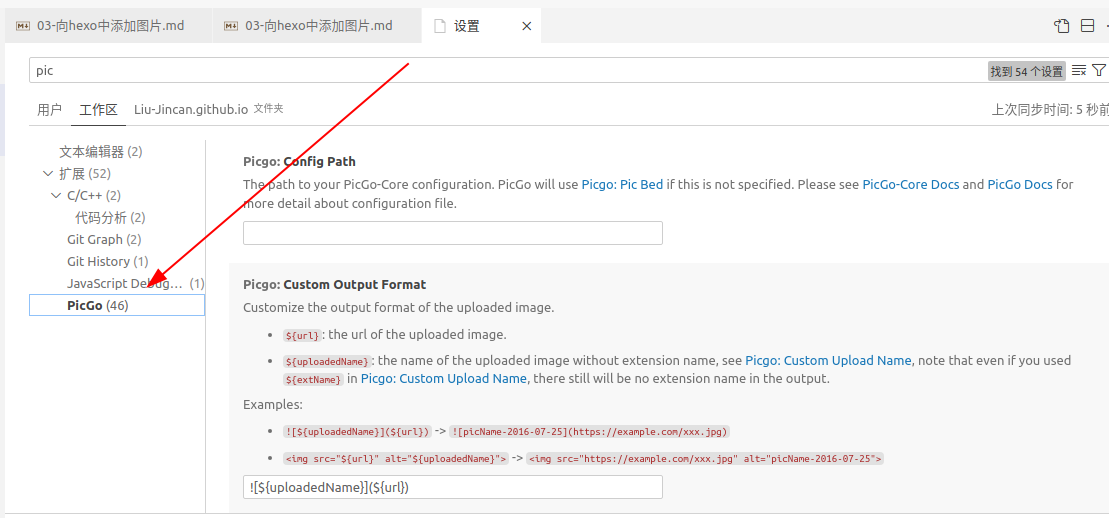 03-向hexo中添加图片.md
03-向hexo中添加图片.md
设置
pic
找到 54 个设置
用户
工作区
Liu-Jincan.github.io 文件夹
上次同步时间: 5 秒前
文本编辑器 (2)
扩展 (52)
C/C++ (2)
代码分析 (2)
Git Graph (2)
Git History (1)
JavaScript Debug... (1)
PicGo (46)
Picgo: Config Path
The path to your PicGo-Core configuration. PicGo will use Picgo: Pic Bed if this is not specified. Please see PicGo-Core Docs and PicGo Docs for
more detail about configuration file.
Picgo: Custom Output Format
Customize the output format of the uploaded image.
• ${url}: the url of the uploaded image.
• ${uploadedName}: the name of the uploaded image without extension name, see Picgo: Custom Upload Name, note that even if you used
${extName} in Picgo: Custom Upload Name, there still will be no extension name in the output.
Examples:
• ![${uploadedName}](${url}) -> ![picName-2016-07-25](https://example.com/xxx.jpg)
• <img src="${url}" alt="${uploadedName}"> -> <img src="https://example.com/xxx.jpg" alt="picName-2016-07-25">
![${uploadedName}](${url})